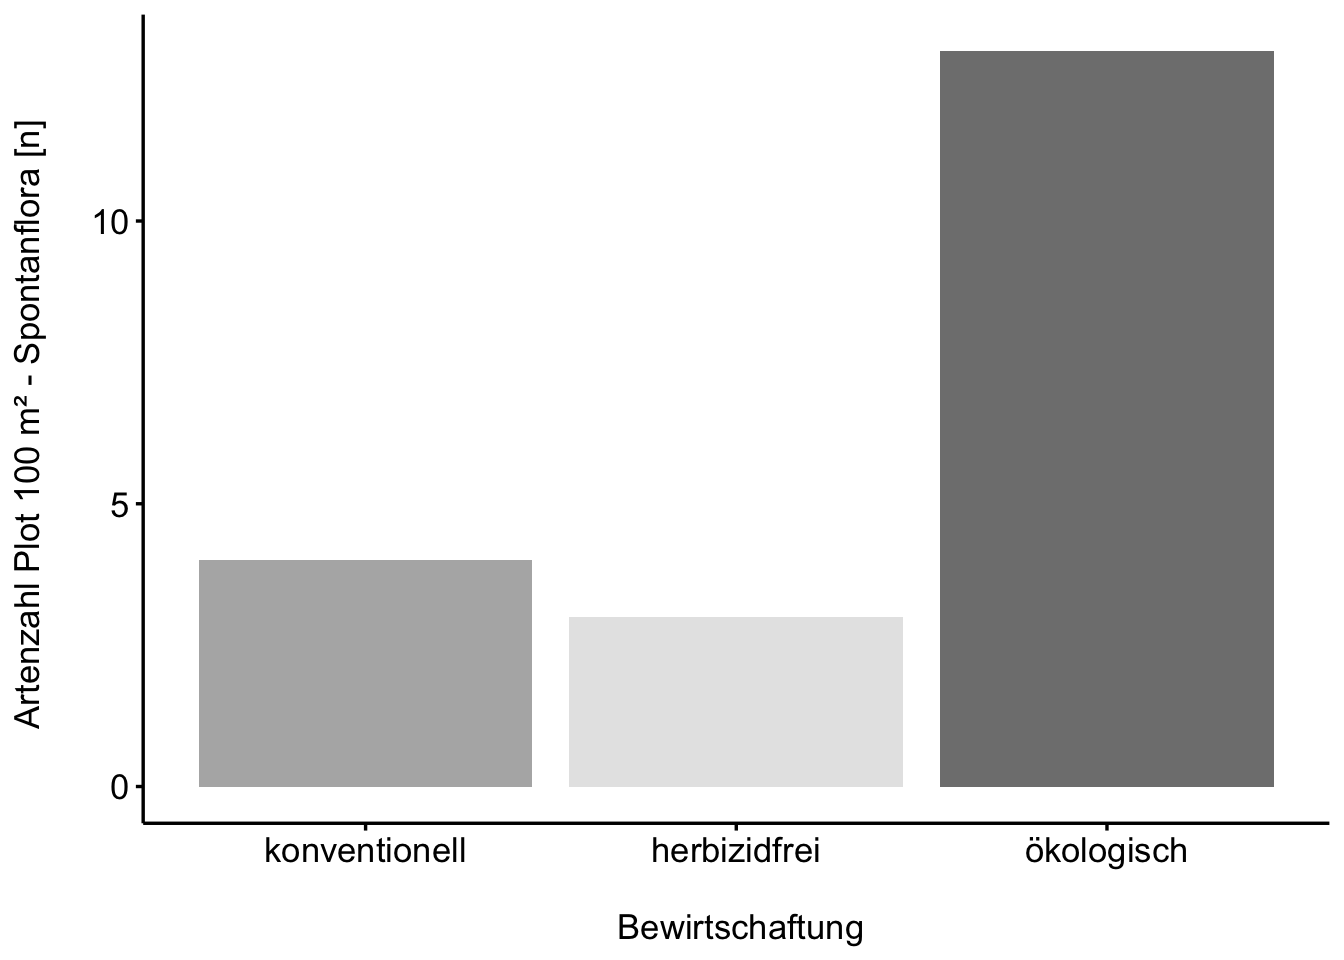 Artenzahl Plot 100 m² - Spontanflora [n]
10
5
0
konventionell
herbizidfrei
ökologisch
Bewirtschaftung